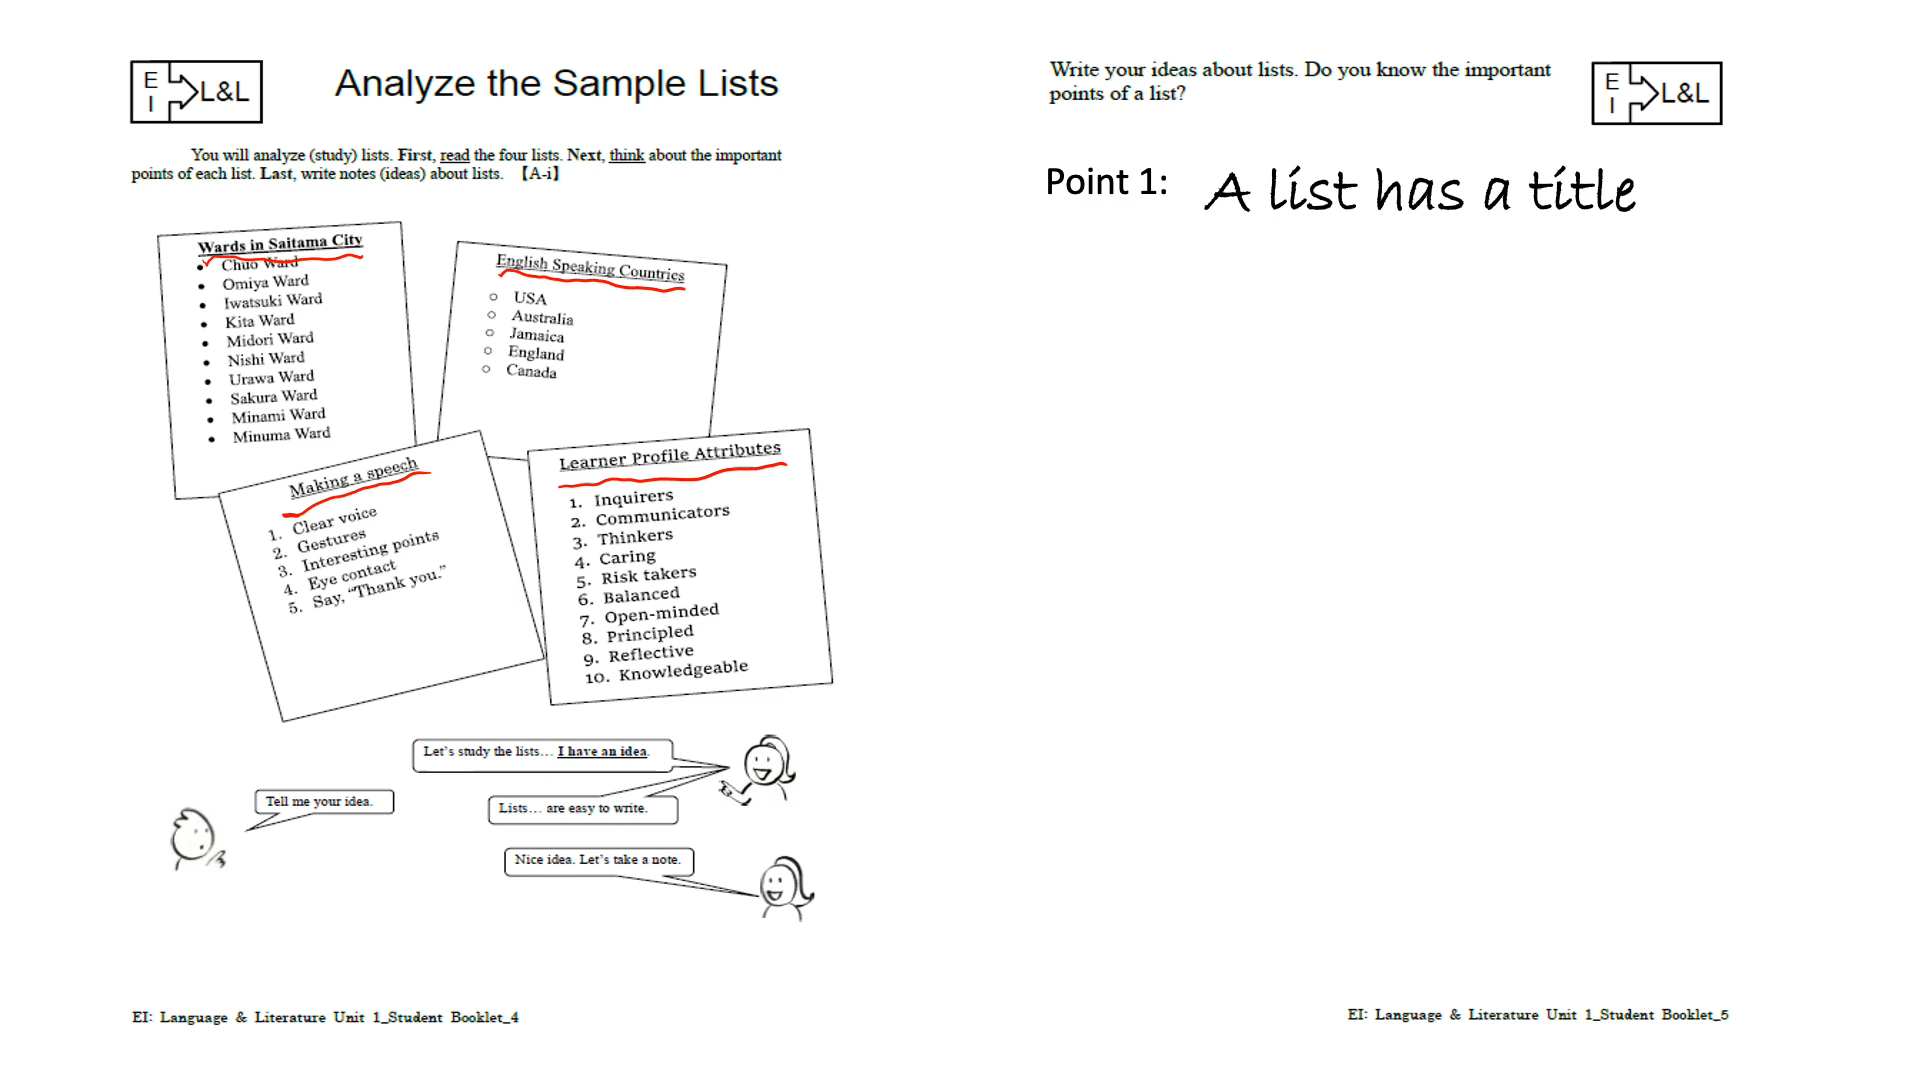 E
I
L&L
Analyze the Sample Lists
You will analyze (study) lists. First, read the four lists. Next, think about the important
points of each list. Last, write notes (ideas) about lists. 【A-i】
Wards in Saitama City
• Chuo Ward
• Omiya Ward
• Iwatsuki Ward
• Kita Ward
• Midori Ward
• Nishi Ward
• Urawa Ward
• Sakura Ward
• Minami Ward
• Minuma Ward
English Speaking Countries
○ USA
○ Australia
○ Jamaica
○ England
○ Canada
Making a speech
1. Clear voice
2. Gestures
3. Interesting points
4. Eye contact
5. Say, “Thank you.”
Learner Profile Attributes
1. Inquirers
2. Communicators
3. Thinkers
4. Caring
5. Risk takers
6. Balanced
7. Open-minded
8. Principled
9. Reflective
10. Knowledgeable
Let’s study the lists… I have an idea.
Tell me your idea.
Lists… are easy to write.
Nice idea. Let’s take a note.
EI: Language & Literature Unit 1_Student Booklet_4
Write your ideas about lists. Do you know the important
points of a list?
E
I
L&L
Point 1: A list has a title
EI: Language & Literature Unit 1_Student Booklet_5